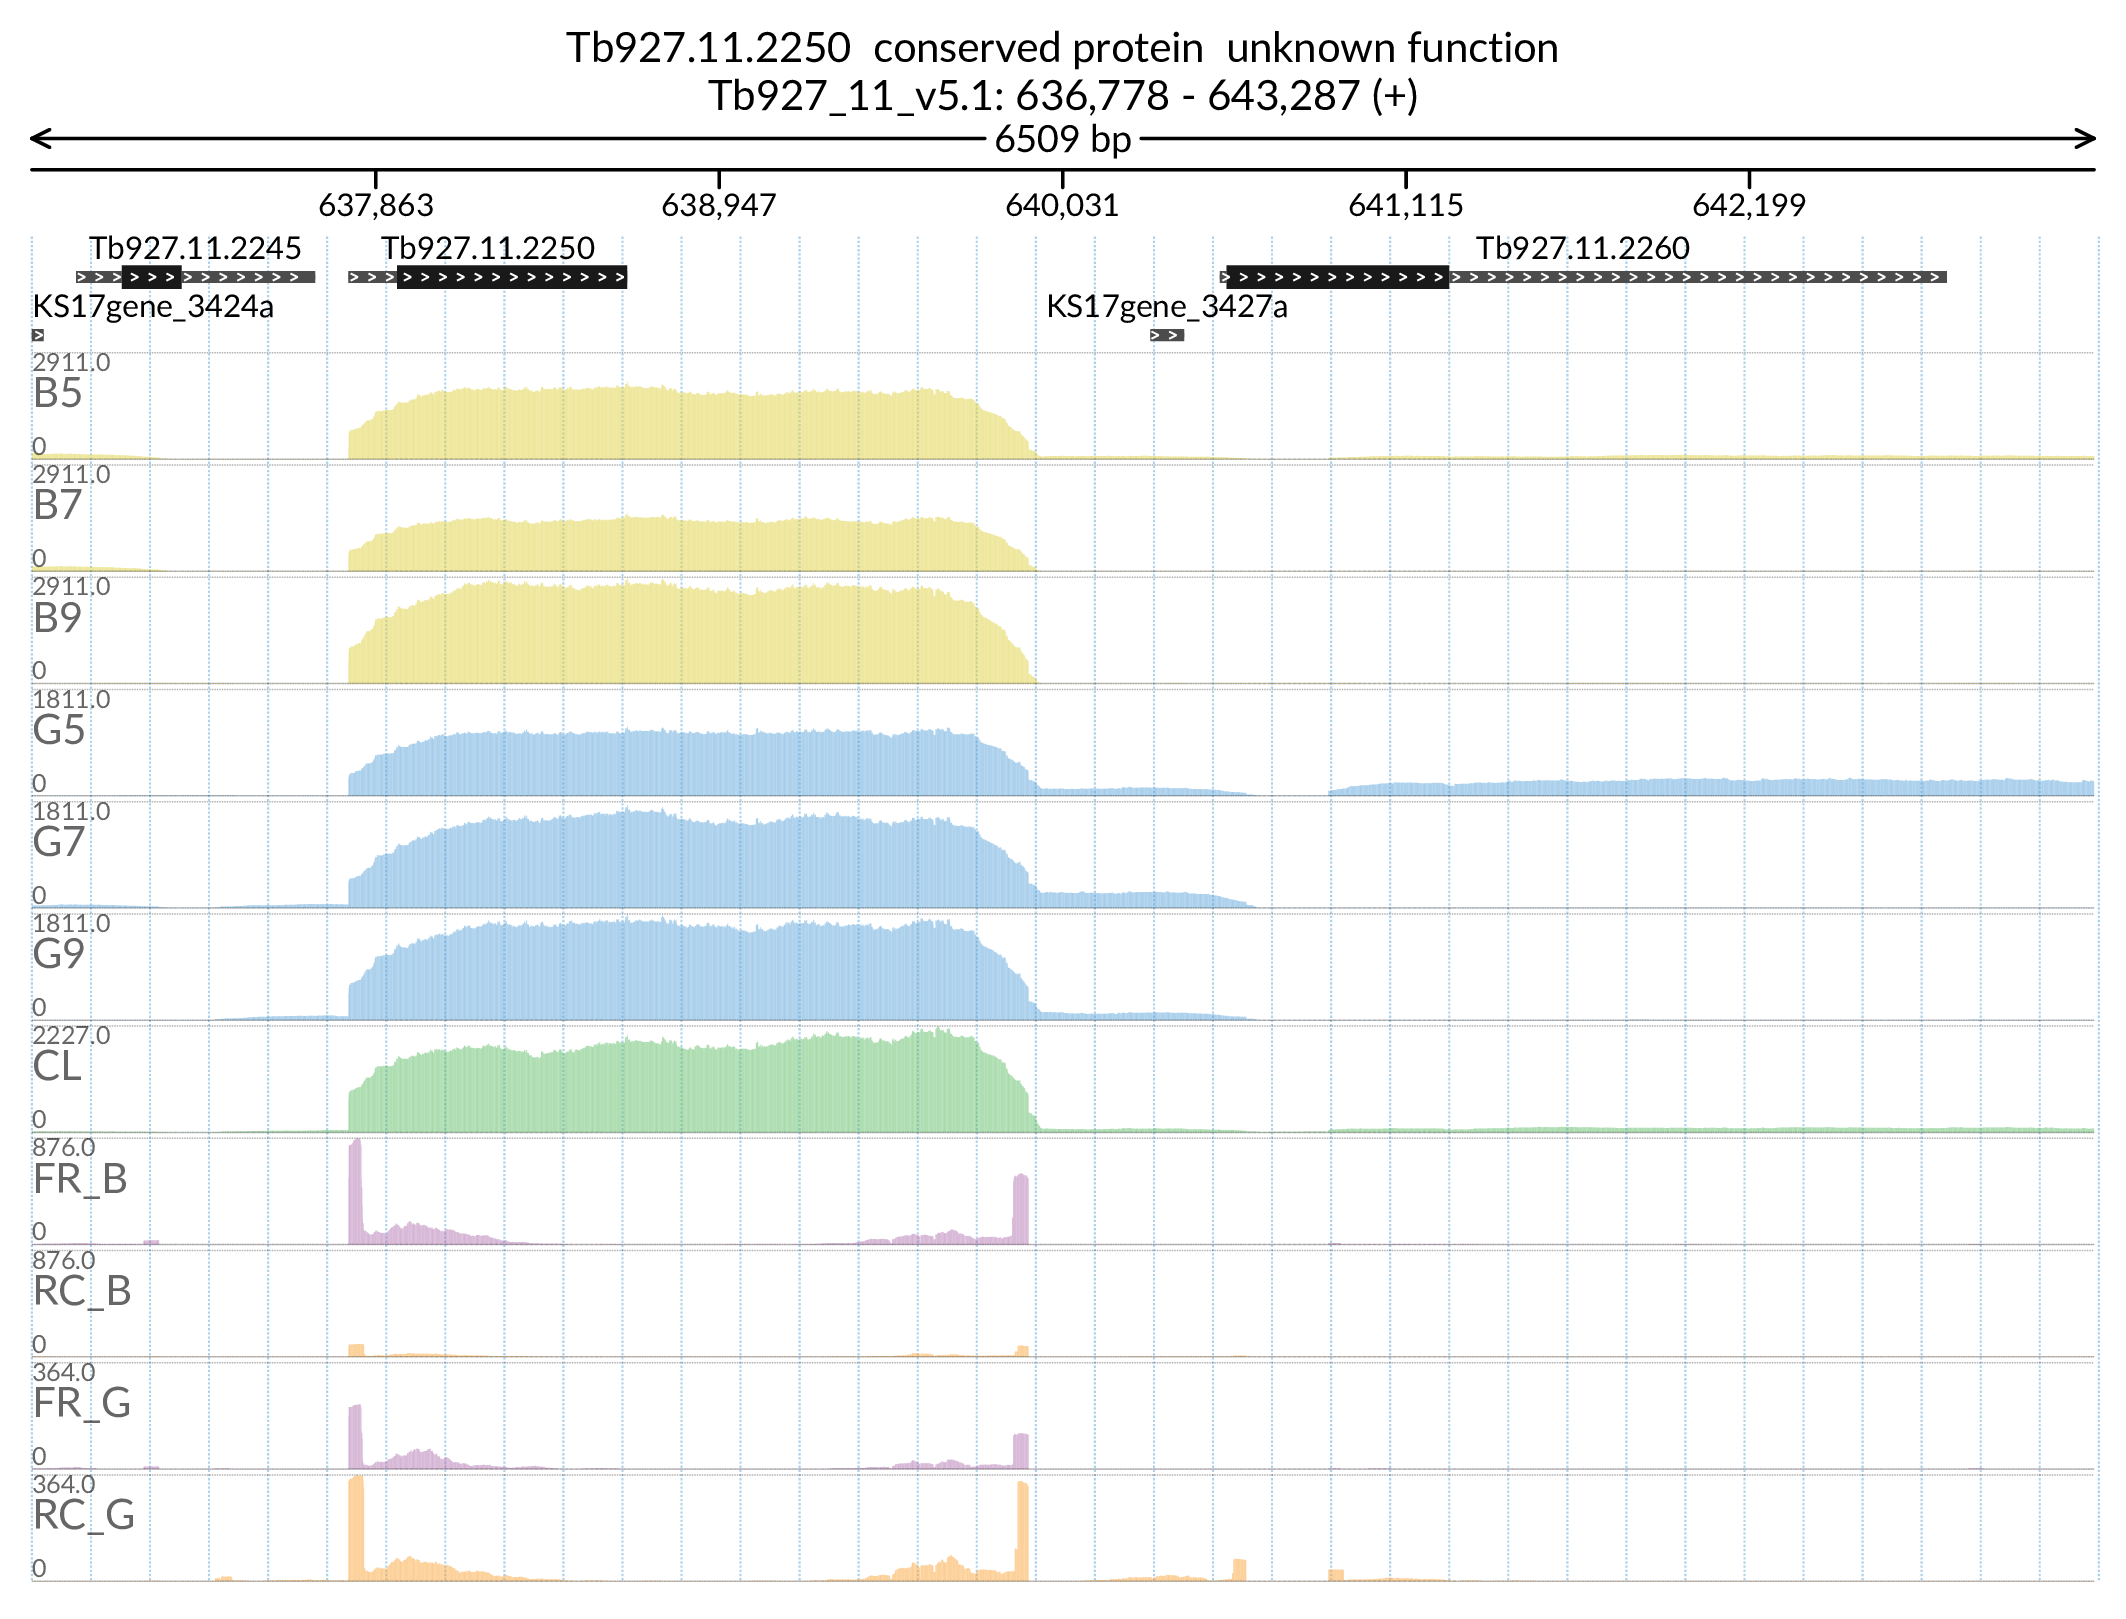 Tb927.11.2250  conserved protein  unknown function
Tb927_11_v5.1: 636,778 - 643,287 (+)
6509 bp
637,863 638,947 640,031 641,115 642,199
Tb927.11.2245 Tb927.11.2250 Tb927.11.2260
KS17gene_3424a KS17gene_3427a
2911.0
B5
0
2911.0
B7
0
2911.0
B9
0
1811.0
G5
0
1811.0
G7
0
1811.0
G9
0
2227.0
CL
0
876.0
FR_B
0
876.0
RC_B
0
364.0
FR_G
0
364.0
RC_G
0